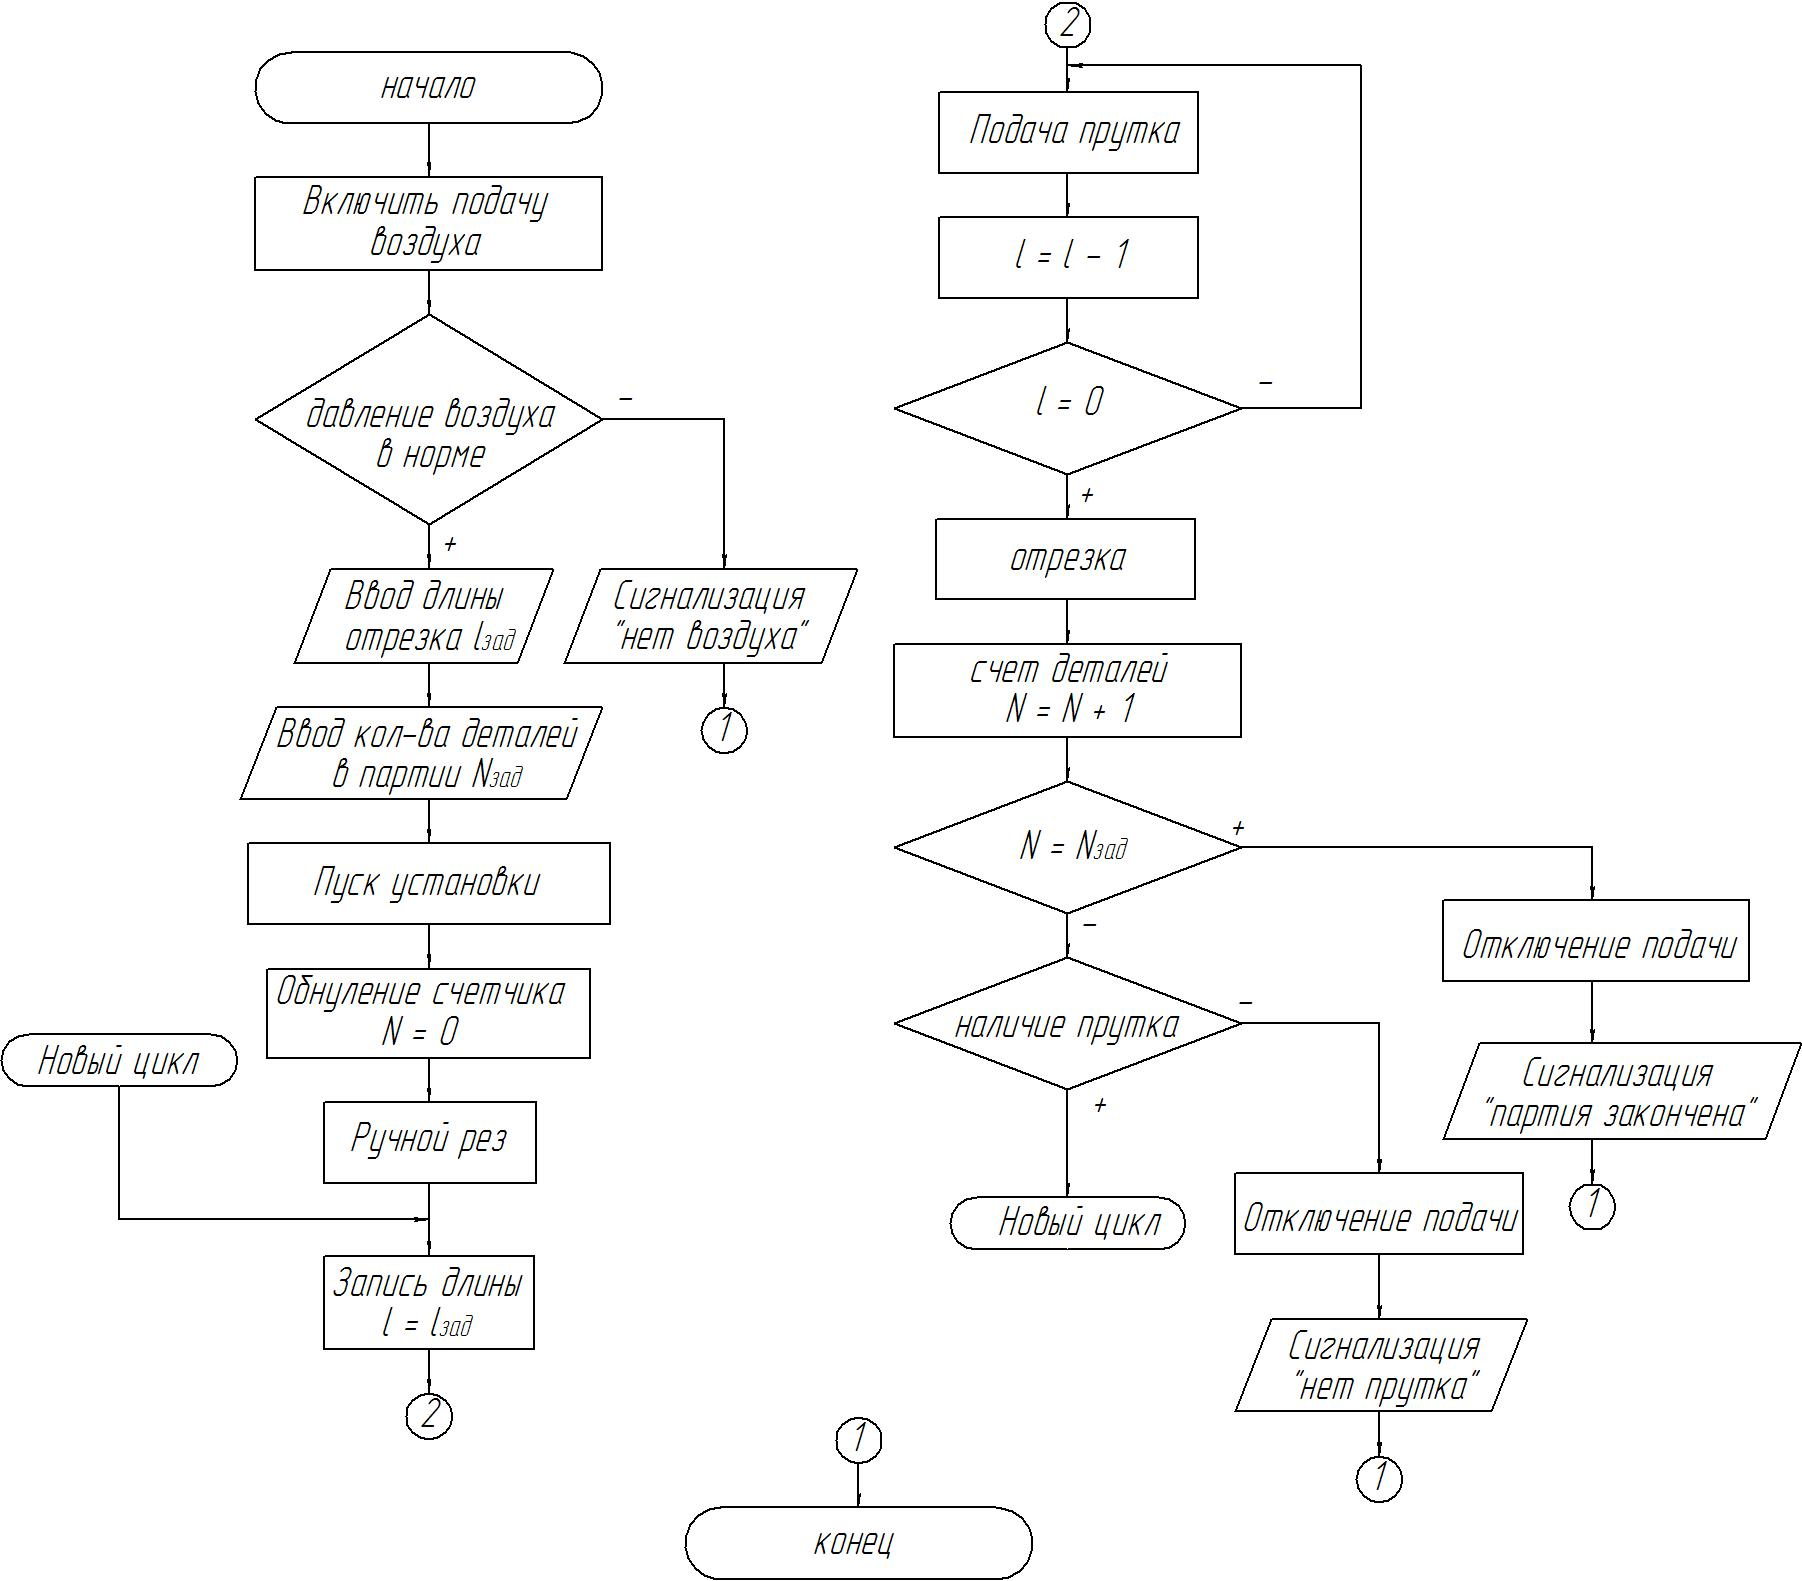 начало
Включить подачу
воздуха
давление воздуха
в норме
–
+
Ввод длины
отрезка lзад
Сигнализация
"нет воздуха"
1
Ввод кол-ва деталей
в партии Nзад
Пуск установки
Обнуление счетчика
N = 0
Новый цикл
Ручной рез
Запись длины
l = lзад
2
2
Подача прутка
l = l – 1
l = 0
–
+
отрезка
счет деталей
N = N + 1
N = Nзад
+
–
Отключение подачи
Сигнализация
"партия закончена"
1
наличие прутка
–
+
Новый цикл
Отключение подачи
Сигнализация
"нет прутка"
1
1
конец